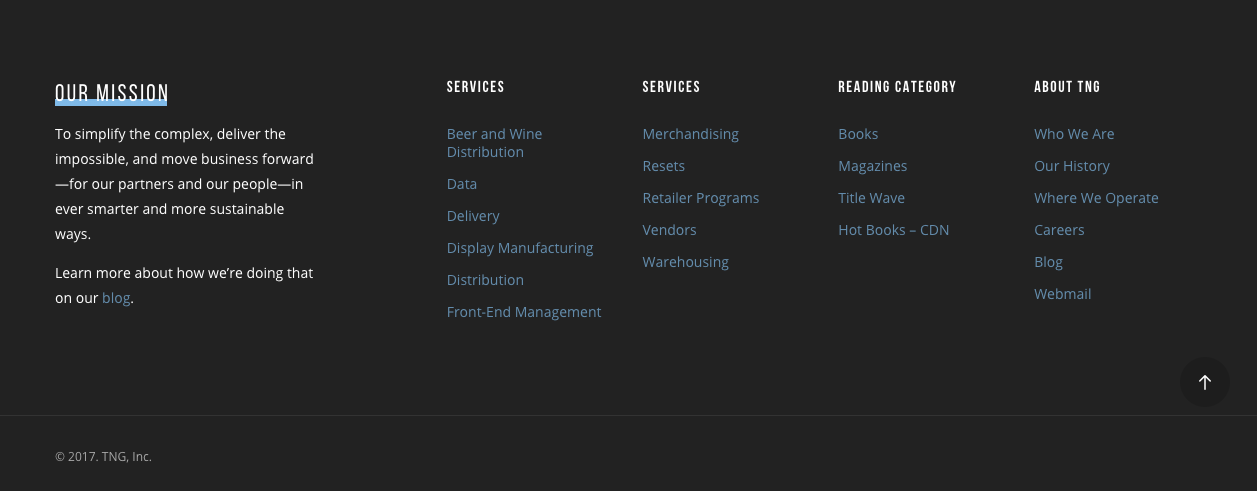 OUR MISSION
To simplify the complex, deliver the
impossible, and move business forward
—for our partners and our people—in
ever smarter and more sustainable
ways.
Learn more about how we’re doing that
on our blog.
SERVICES
Beer and Wine
Distribution
Data
Delivery
Display Manufacturing
Distribution
Front-End Management
SERVICES
Merchandising
Resets
Retailer Programs
Vendors
Warehousing
READING CATEGORY
Books
Magazines
Title Wave
Hot Books – CDN
ABOUT TNG
Who We Are
Our History
Where We Operate
Careers
Blog
Webmail
© 2017. TNG, Inc.